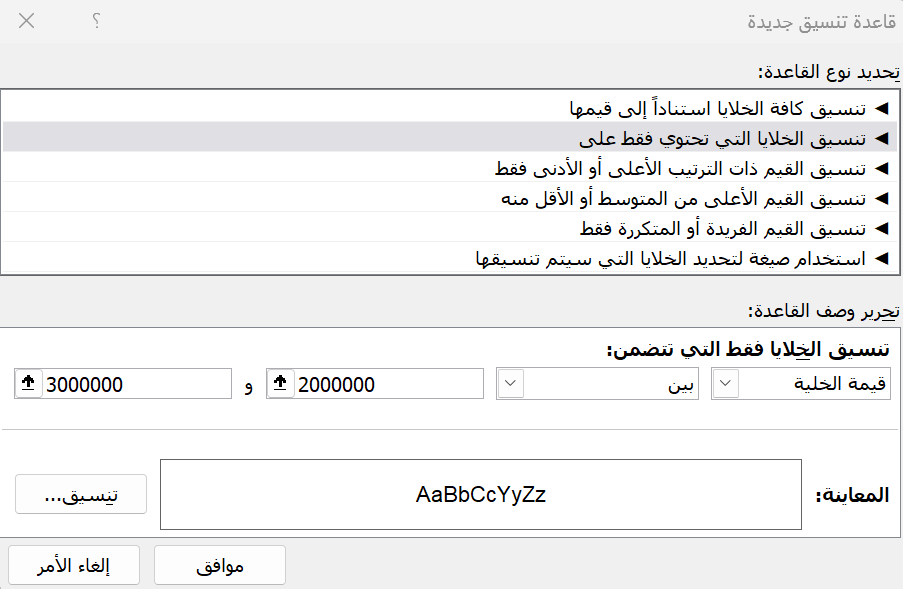 قاعدة تنسيق جديدة ؟
تحديد نوع القاعدة:
◄ تنسيق كافة الخلايا استناداً إلى قيمها
◄ تنسيق الخلايا التي تحتوي فقط على
◄ تنسيق القيم ذات الترتيب الأعلى أو الأدنى فقط
◄ تنسيق القيم الأعلى من المتوسط أو الأقل منه
◄ تنسيق القيم الفريدة أو المتكررة فقط
◄ استخدام صيغة لتحديد الخلايا التي سيتم تنسيقها
تحرير وصف القاعدة:
تنسيق الخلايا فقط التي تتضمن:
قيمة الخلية بين 2000000 و 3000000
المعاينة: AaBbCcYyZz تنسيق...
موافق إلغاء الأمر